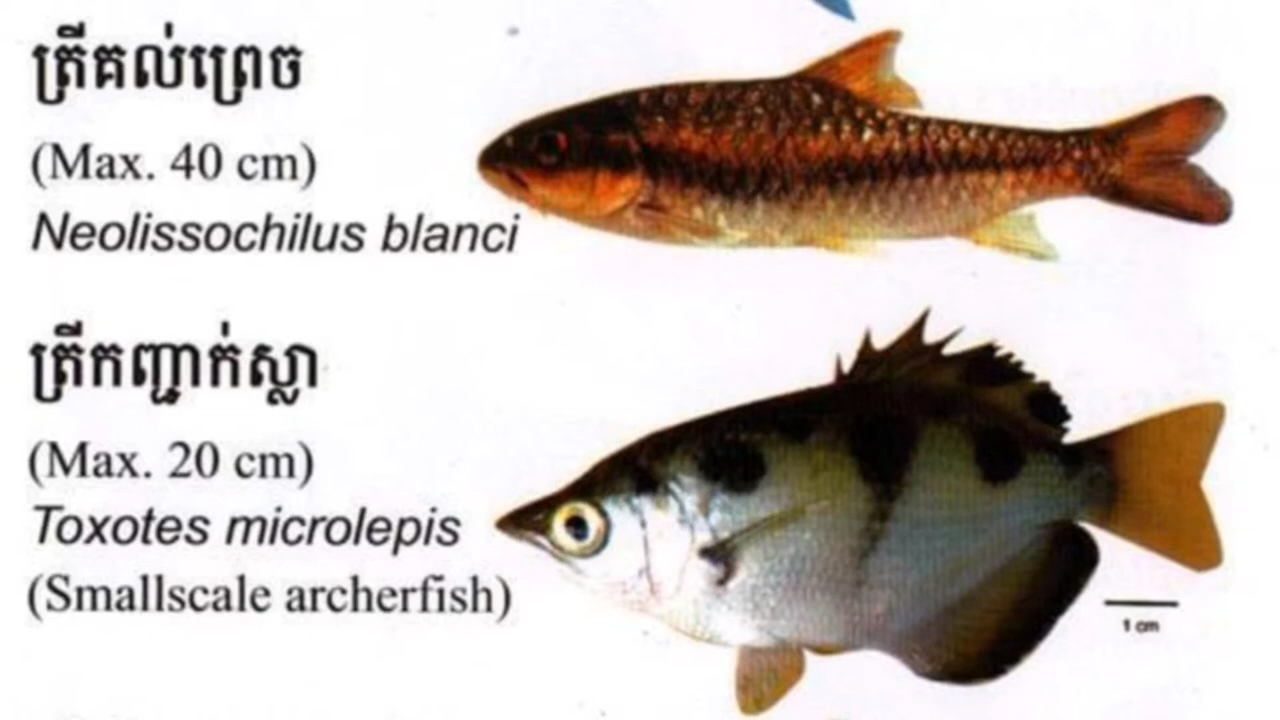 ត្រីគល់ព្រេច
(Max. 40 cm)
Neolissochilus blanci
ត្រីកញ្ជាក់ស្លា
(Max. 20 cm)
Toxotes microlepis
(Smallscale archerfish)
1 cm